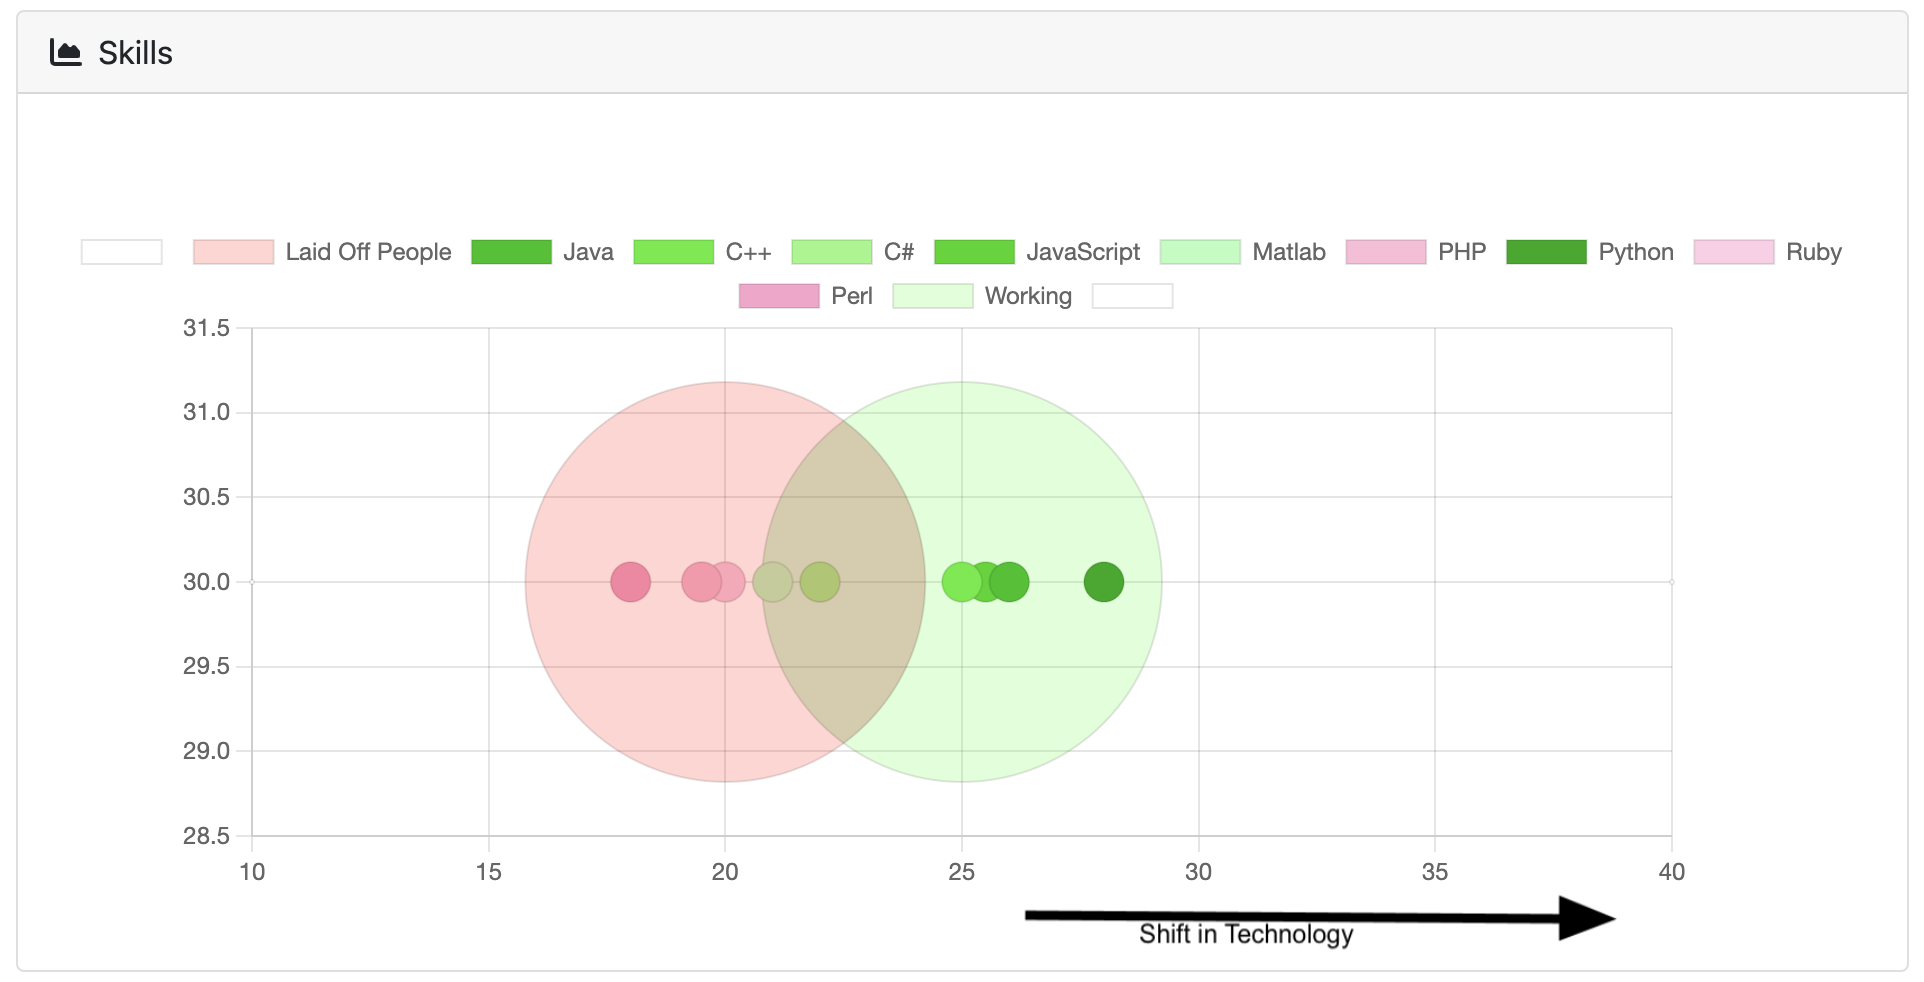 Skills
Laid Off People Java C++ C# JavaScript Matlab PHP Python Ruby
Perl Working
31.5
31.0
30.5
30.0
29.5
29.0
28.5
10 15 20 25 30 35 40
Shift in Technology